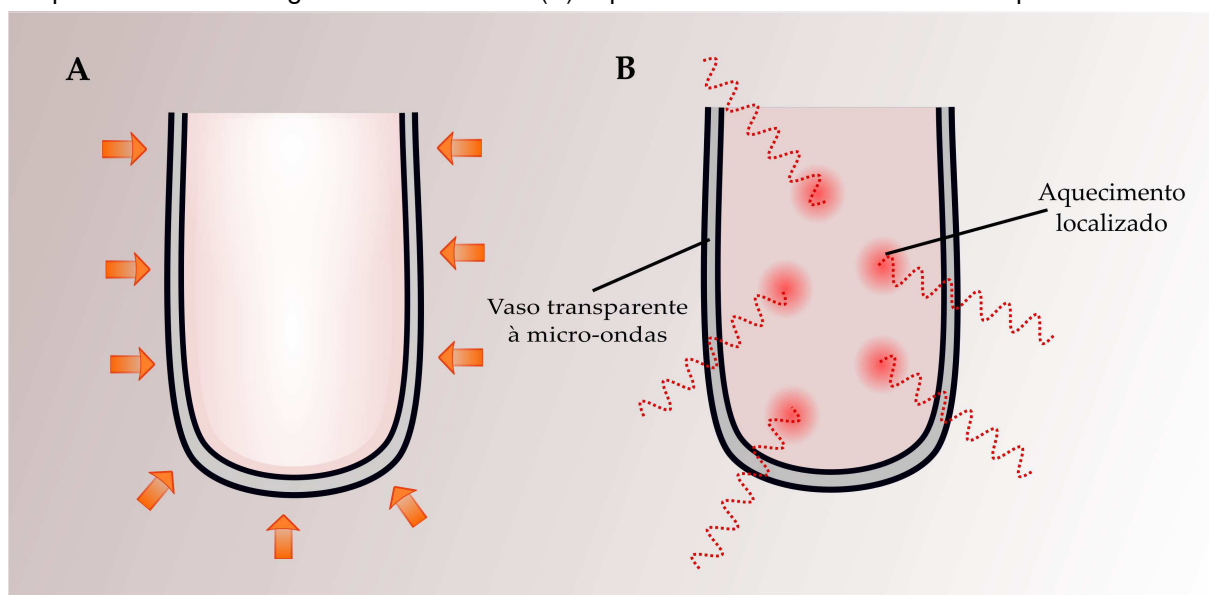 A
B
Aquecimento
localizado
Vaso transparente
à micro-ondas